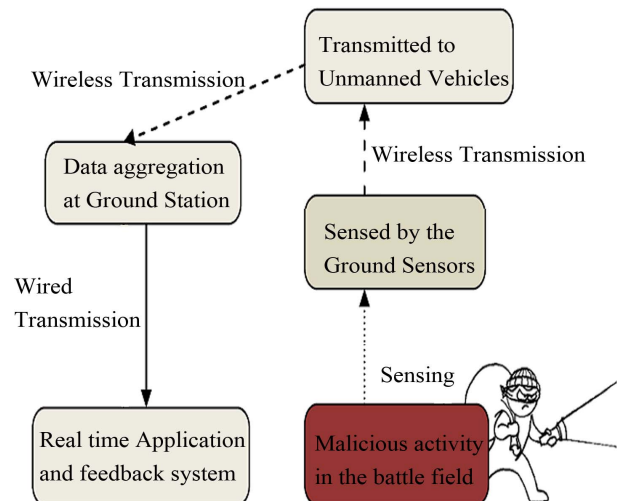 Transmitted to
Unmanned Vehicles
Wireless Transmission
Data aggregation
at Ground Station
Wireless Transmission
Sensed by the
Ground Sensors
Wired
Transmission
Sensing
Real time Application
and feedback system
Malicious activity
in the battle field